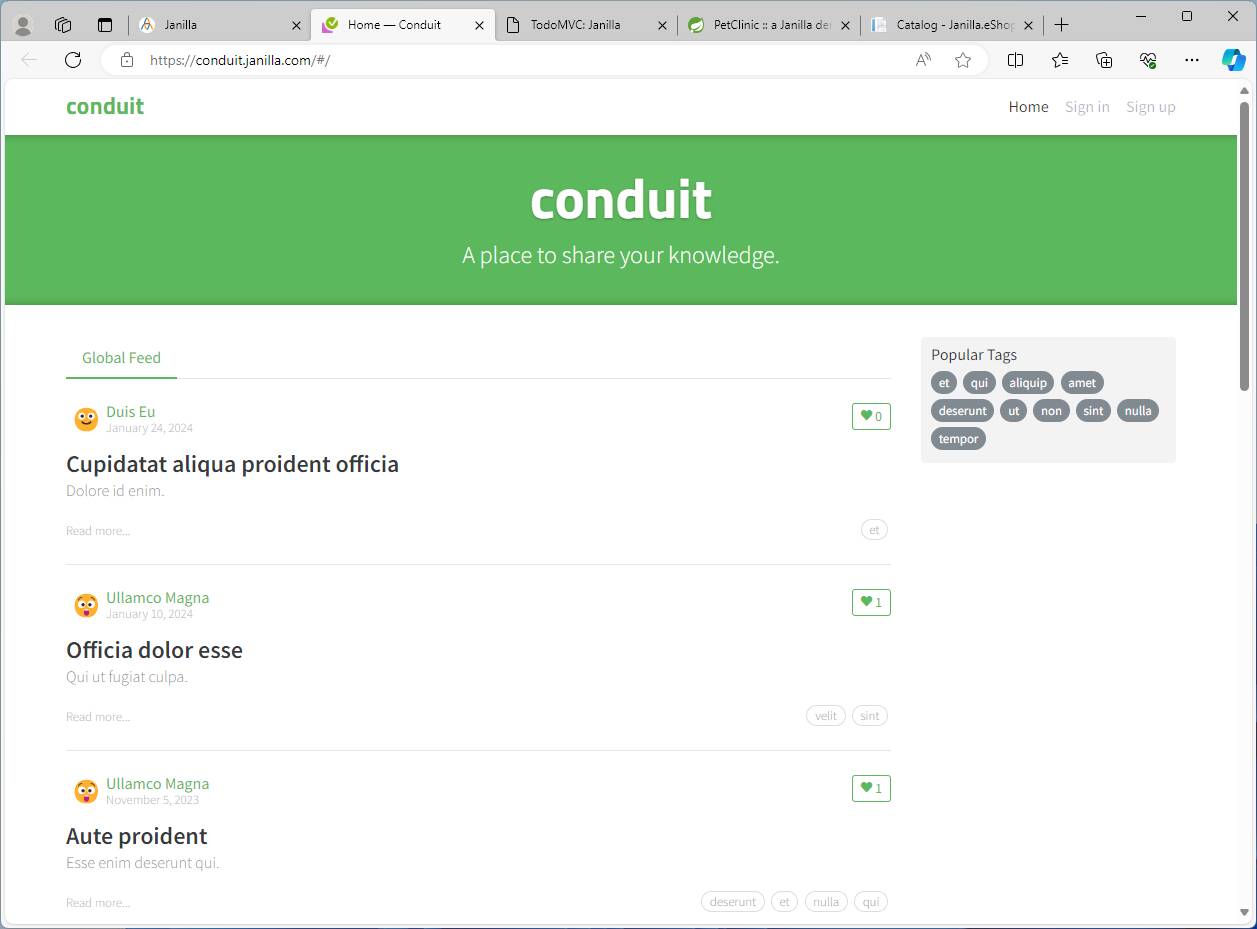 Janilla
Home — Conduit
TodoMVC: Janilla
PetClinic :: a Janilla de
Catalog - Janilla.eShop
https://conduit.janilla.com/#/
conduit
Home Sign in Sign up
conduit
A place to share your knowledge.
Global Feed
Duis Eu
January 24, 2024
0
Cupidatat aliqua proident officia
Dolore id enim.
Read more...
et
Ullamco Magna
January 10, 2024
1
Officia dolor esse
Qui ut fugiat culpa.
Read more...
velit sint
Ullamco Magna
November 5, 2023
1
Aute proident
Esse enim deserunt qui.
Read more...
deserunt et nulla qui
Popular Tags
et qui aliquip amet
deserunt ut non sint nulla
tempor